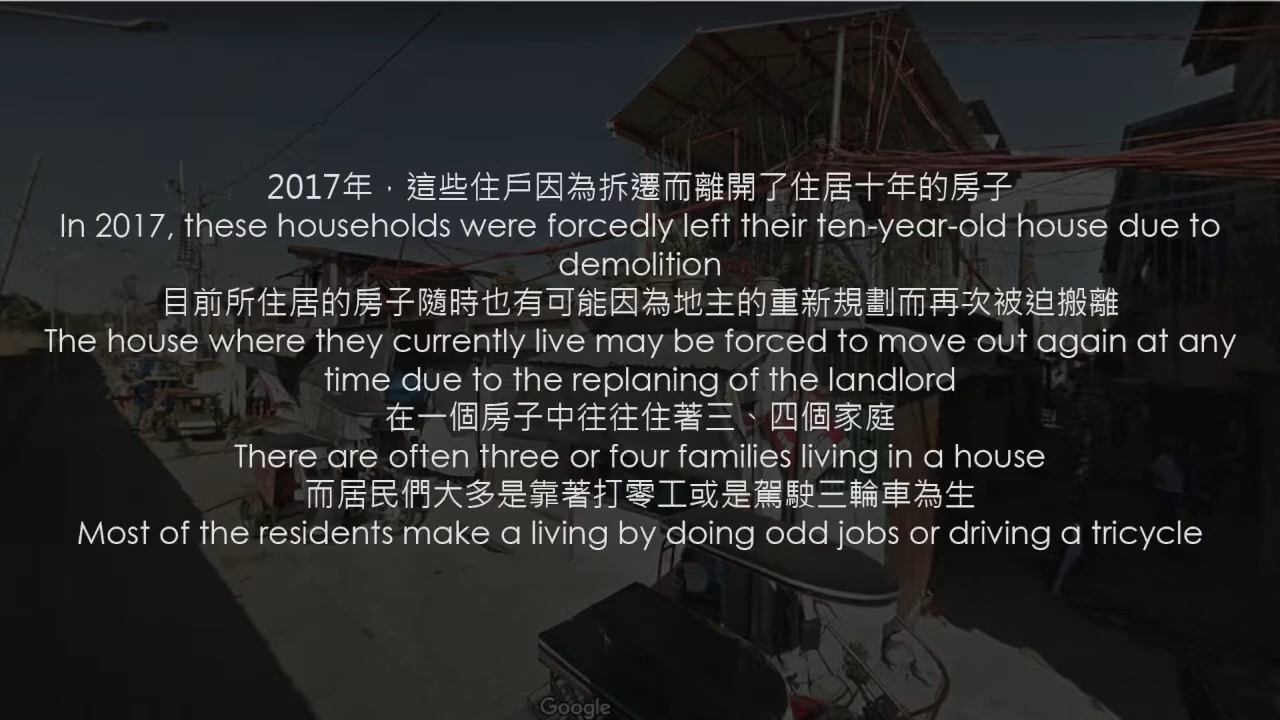 2017年，這些住戶因為拆遷而離開了住居十年的房子
In 2017, these households were forcedly left their ten-year-old house due to
demolition
目前所住居的房子隨時也有可能因為地主的重新規劃而再次被迫搬離
The house where they currently live may be forced to move out again at any
time due to the replaning of the landlord
在一個房子中往往住著三、四個家庭
There are often three or four families living in a house
而居民們大多是靠著打零工或是駕駛三輪車為生
Most of the residents make a living by doing odd jobs or driving a tricycle
Google